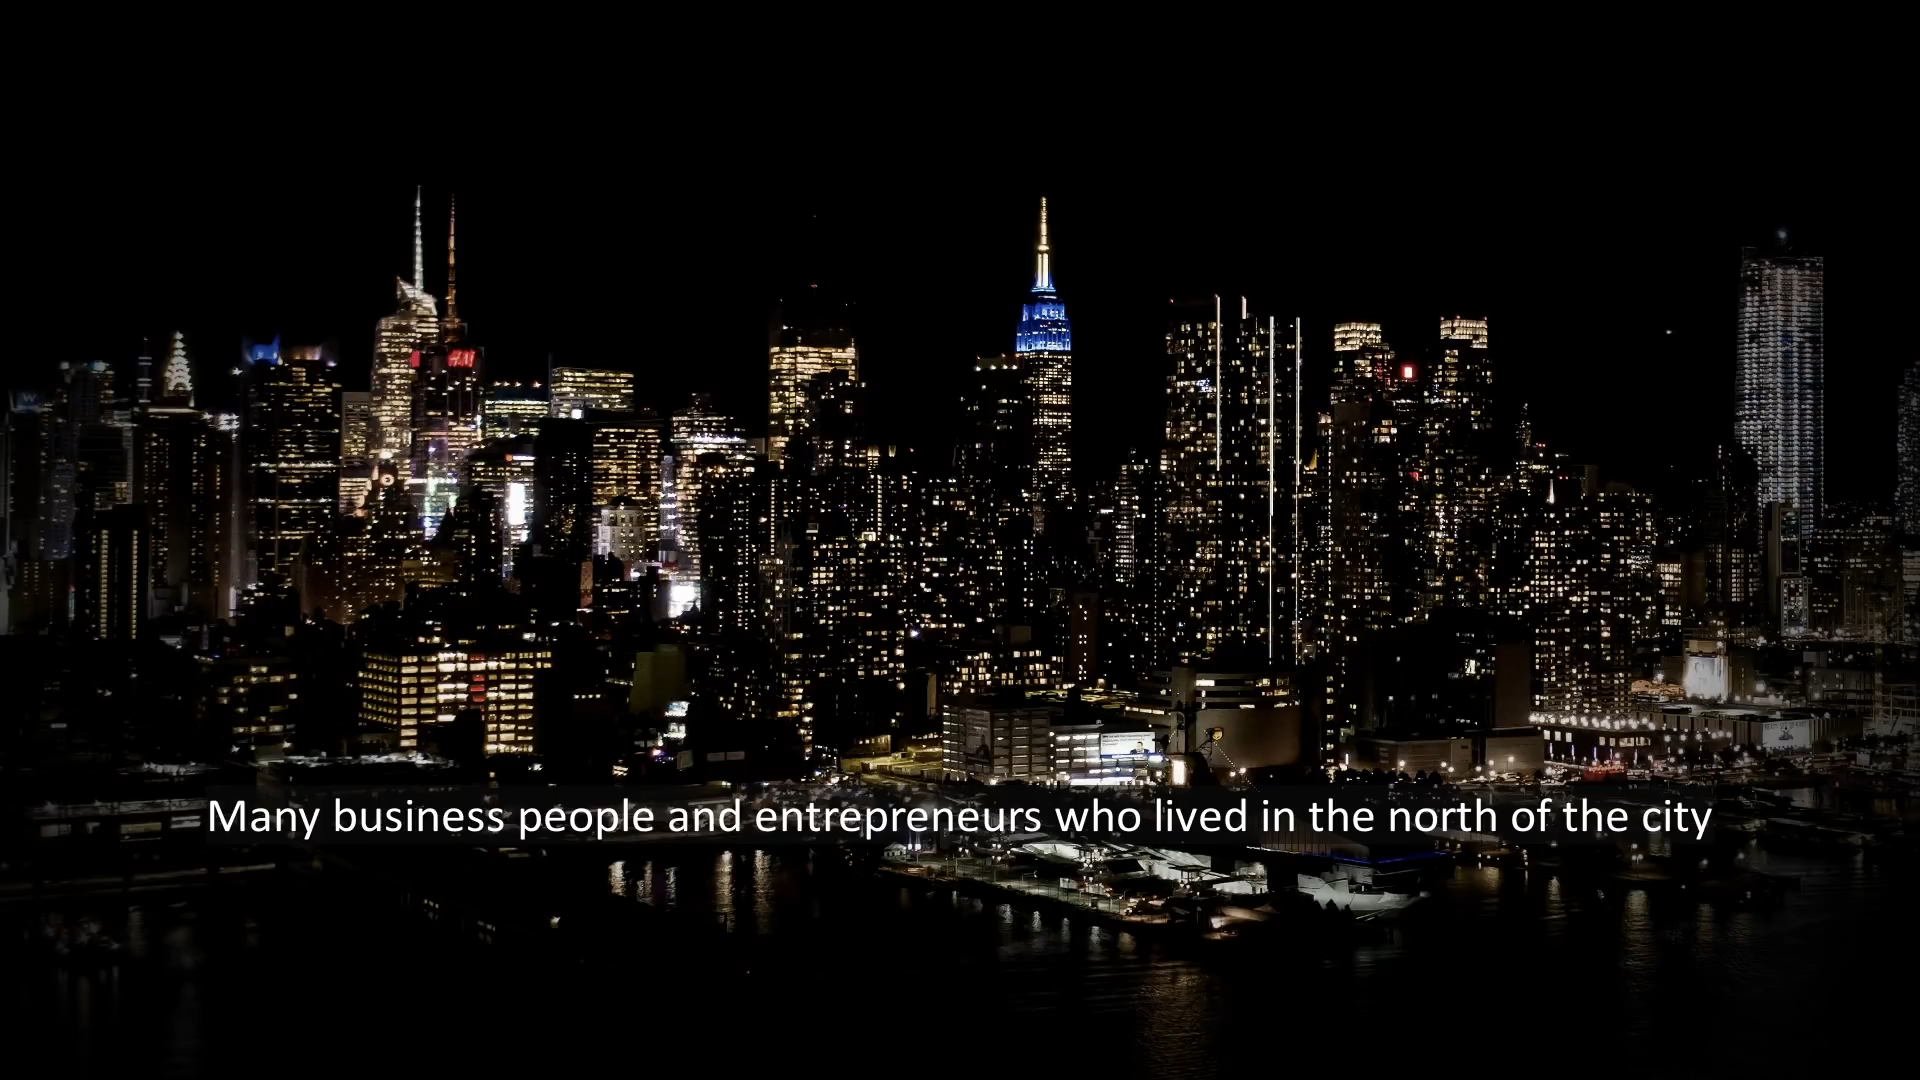 W
H&M
Many business people and entrepreneurs who lived in the north of the city